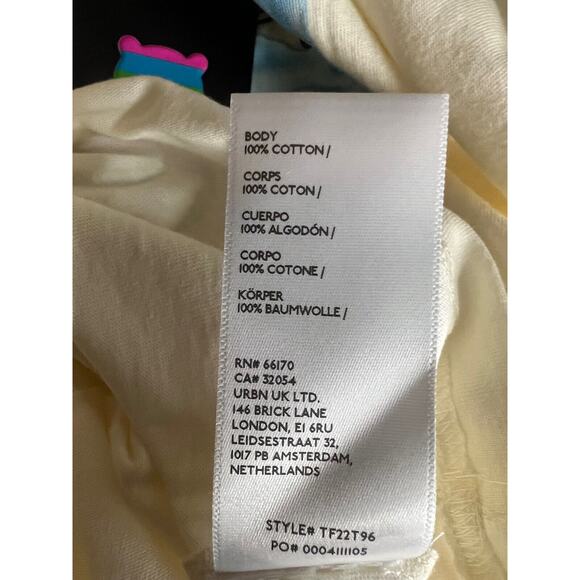 BODY
100% COTTON /
CORPS
100% COTON /
CUERPO
100% ALGODÓN /
CORPO
100% COTONE /
KÖRPER
100% BAUMWOLLE /
RN# 66170
CA# 32054
URBN UK LTD.
146 BRICK LANE
LONDON, E1 6RU
LEIDSESTRAAT 32,
1017 PB AMSTERDAM,
NETHERLANDS
STYLE# TF22T96
PO# 0004111105